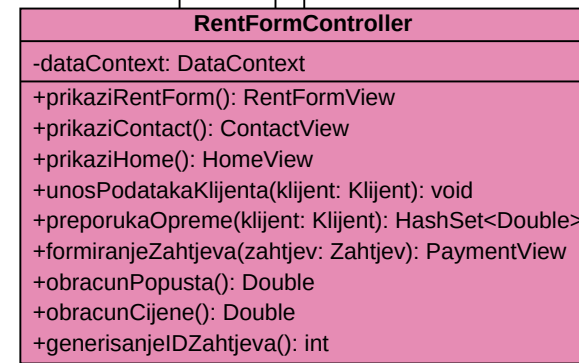 RentFormController
-dataContext: DataContext
+prikaziRentForm(): RentFormView
+prikaziContact(): ContactView
+prikaziHome(): HomeView
+unosPodatakaKlijenta(klijent: Klijent): void
+preporukaOpreme(klijent: Klijent): HashSet<Double>
+formiranjeZahtjeva(zahtjev: Zahtjev): PaymentView
+obracunPopusta(): Double
+obracunCijene(): Double
+generisanjeIDZahtjeva(): int